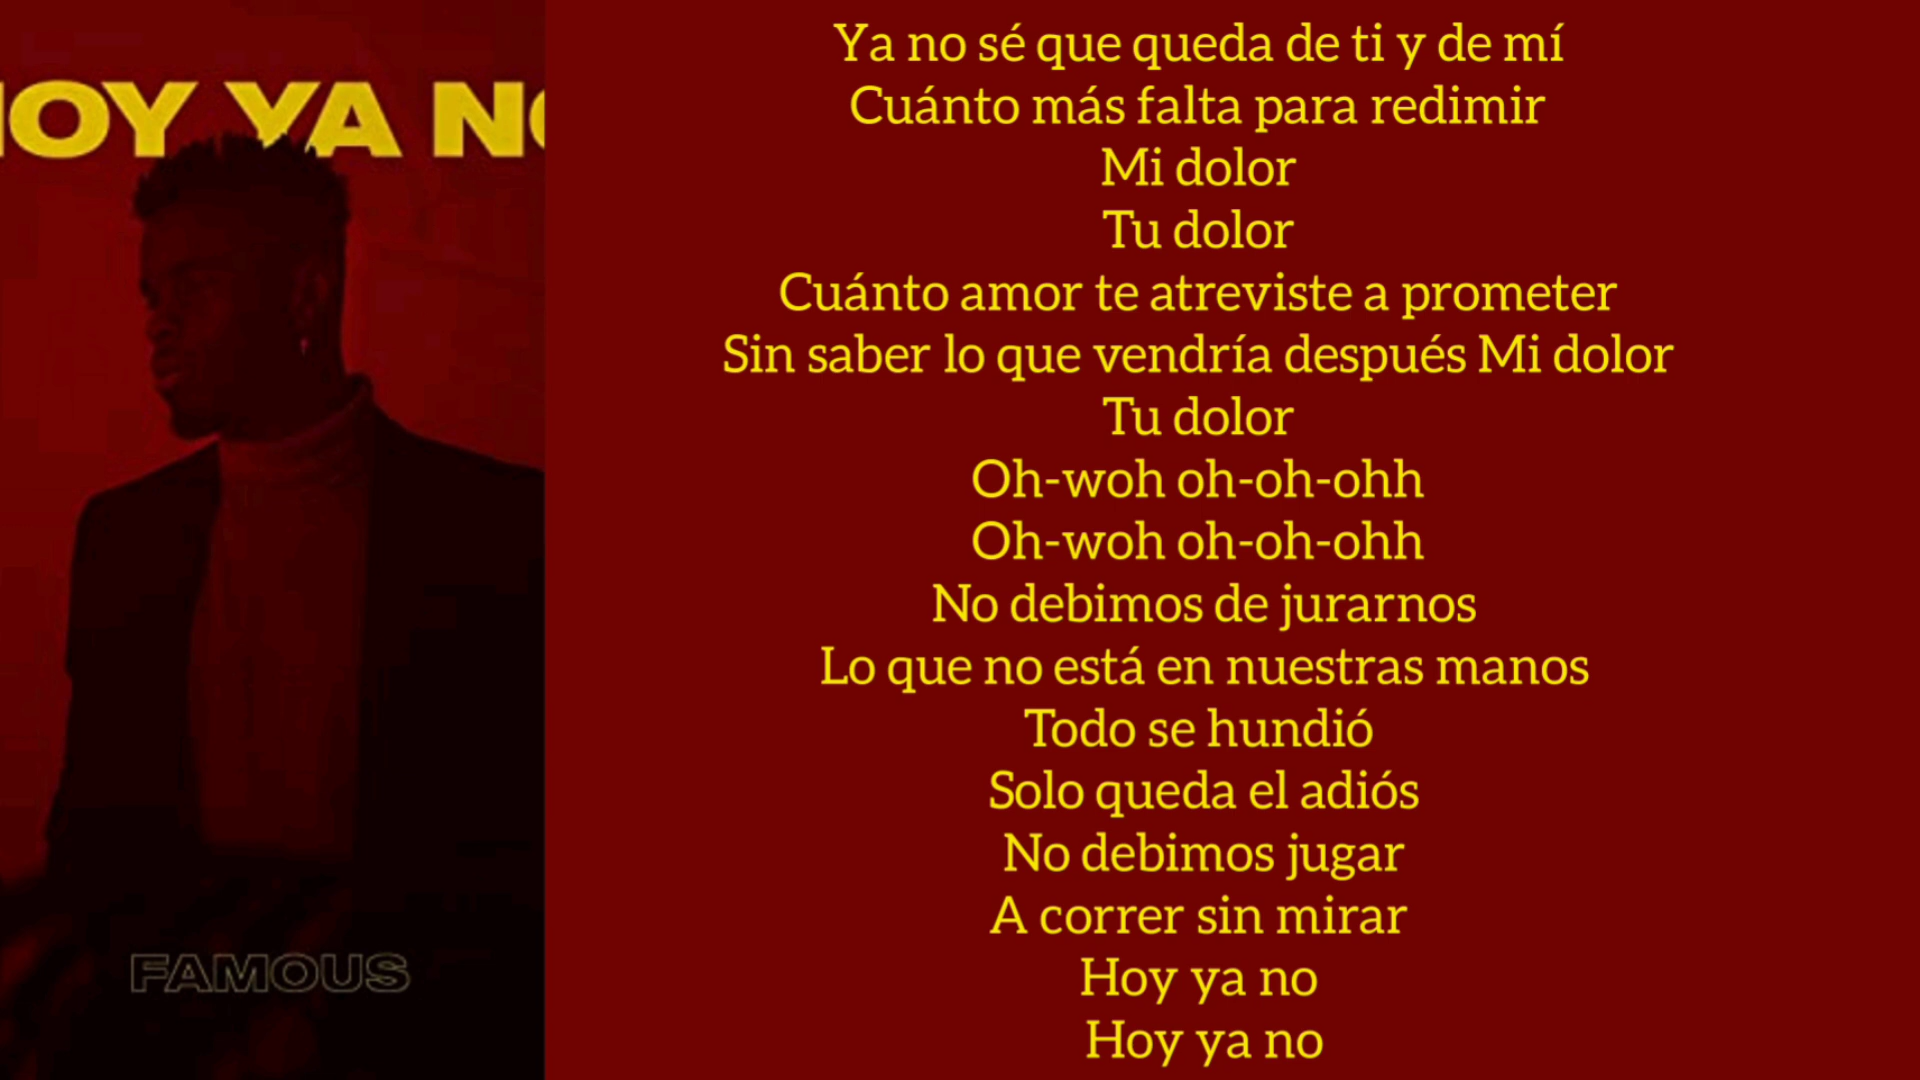 HOY YA NO
FAMOUS
Ya no sé que queda de ti y de mí
Cuánto más falta para redimir
Mi dolor
Tu dolor
Cuánto amor te atreviste a prometer
Sin saber lo que vendría después Mi dolor
Tu dolor
Oh-woh oh-oh-ohh
Oh-woh oh-oh-ohh
No debimos de jurarnos
Lo que no está en nuestras manos
Todo se hundió
Solo queda el adiós
No debimos jugar
A correr sin mirar
Hoy ya no
Hoy ya no